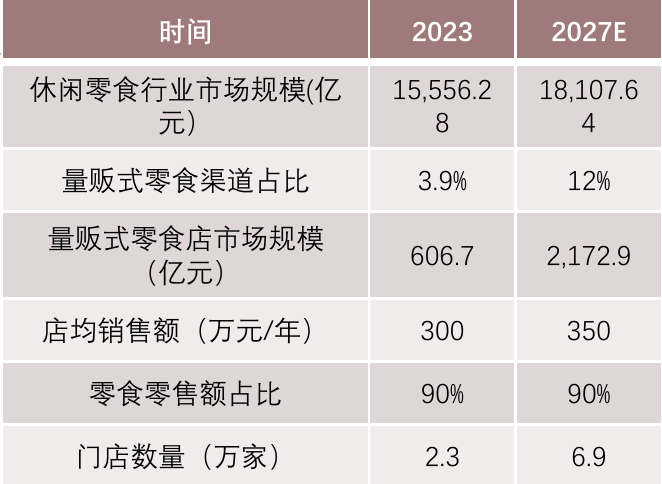 时间 2023 2027E
休闲零食行业市场规模(亿 15,556.2 18,107.6
元） 8 4
量贩式零食渠道占比 3.9% 12%
量贩式零食店市场规模
（亿元） 606.7 2,172.9
店均销售额（万元/年） 300 350
零食零售额占比 90% 90%
门店数量（万家） 2.3 6.9